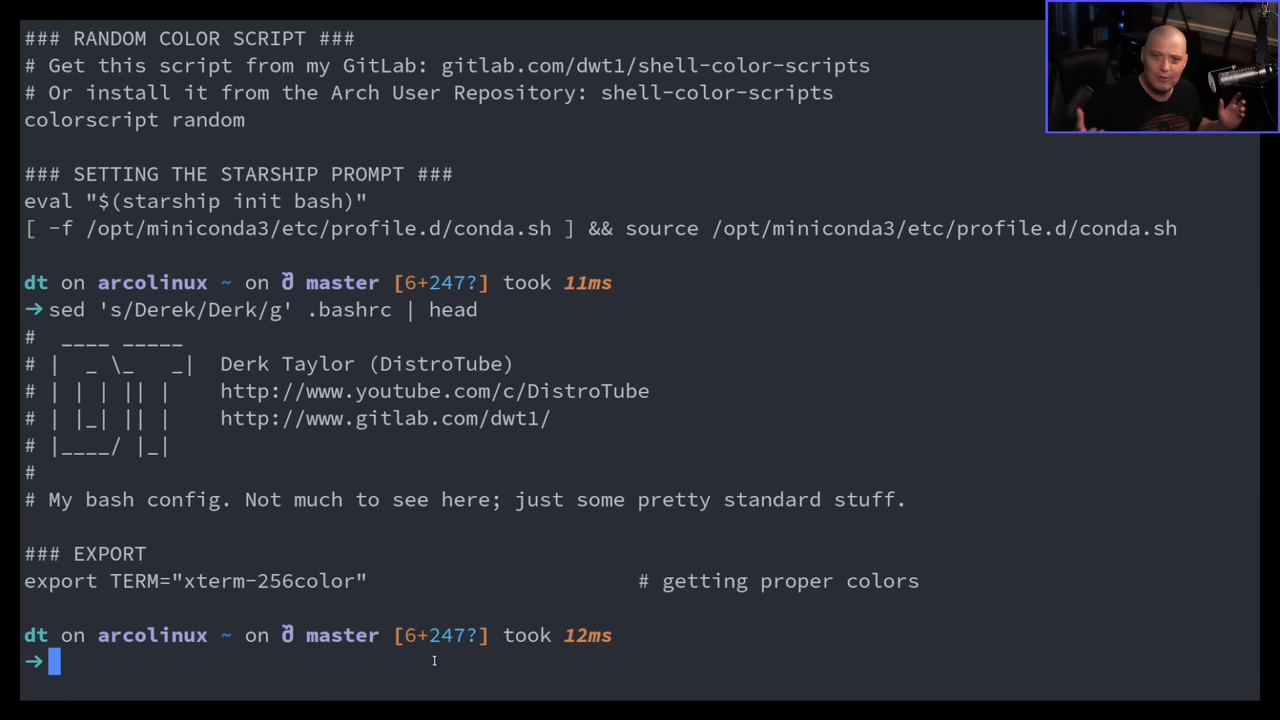 ### RANDOM COLOR SCRIPT ###
# Get this script from my GitLab: gitlab.com/dwt1/shell-color-scripts
# Or install it from the Arch User Repository: shell-color-scripts
colorscript random
### SETTING THE STARSHIP PROMPT ###
eval "$(starship init bash)"
[ -f /opt/miniconda3/etc/profile.d/conda.sh ] && source /opt/miniconda3/etc/profile.d/conda.sh
dt on arcolinux ~ on master [6+247?] took 11ms
➜ sed 's/Derek/Derk/g' .bashrc | head
#  ____ _____
# |  _ \_   _|  Derk Taylor (DistroTube)
# | | | || |    http://www.youtube.com/c/DistroTube
# | |_| || |    http://www.gitlab.com/dwt1/
# |____/ |_|
#
# My bash config. Not much to see here; just some pretty standard stuff.
### EXPORT
export TERM="xterm-256color"                      # getting proper colors
dt on arcolinux ~ on master [6+247?] took 12ms
➜